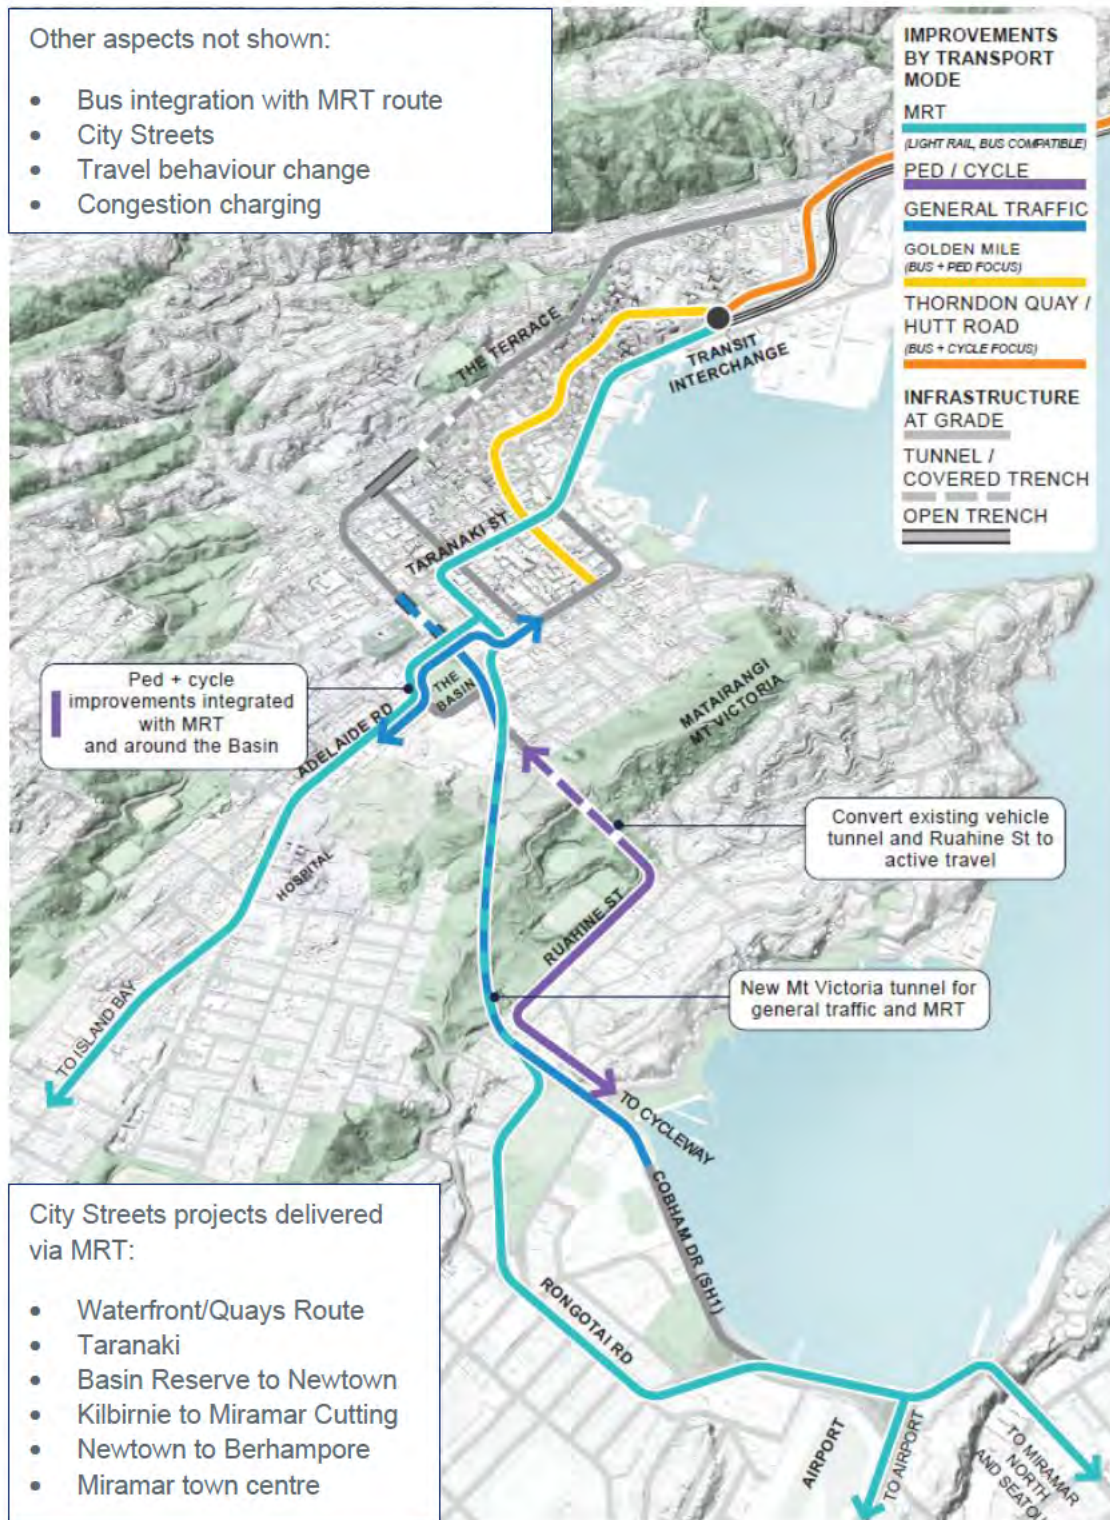 Other aspects not shown:
• Bus integration with MRT route
• City Streets
• Travel behaviour change
• Congestion charging
IMPROVEMENTS
BY TRANSPORT
MODE
MRT
(LIGHT RAIL, BUS COMPATIBLE)
PED / CYCLE
GENERAL TRAFFIC
GOLDEN MILE
(BUS + PED FOCUS)
THORNDON QUAY /
HUTT ROAD
(BUS + CYCLE FOCUS)
INFRASTRUCTURE
AT GRADE
TUNNEL /
COVERED TRENCH
OPEN TRENCH
THE TERRACE
TRANSIT
INTERCHANGE
TARANAKI ST
Ped + cycle
improvements integrated
with MRT
and around the Basin
THE
BASIN
MATAIRANGI
MT VICTORIA
ADELAIDE RD
Convert existing vehicle
tunnel and Ruahine St to
active travel
HOSPITAL
RUAHINE ST
New Mt Victoria tunnel for
general traffic and MRT
TO ISLAND BAY
TO CYCLEWAY
COBHAM DR (SH1)
RONGOTAI RD
AIRPORT
TO AIRPORT
TO MIRAMAR
NORTH
AND SEATOU
City Streets projects delivered
via MRT:
• Waterfront/Quays Route
• Taranaki
• Basin Reserve to Newtown
• Kilbirnie to Miramar Cutting
• Newtown to Berhampore
• Miramar town centre